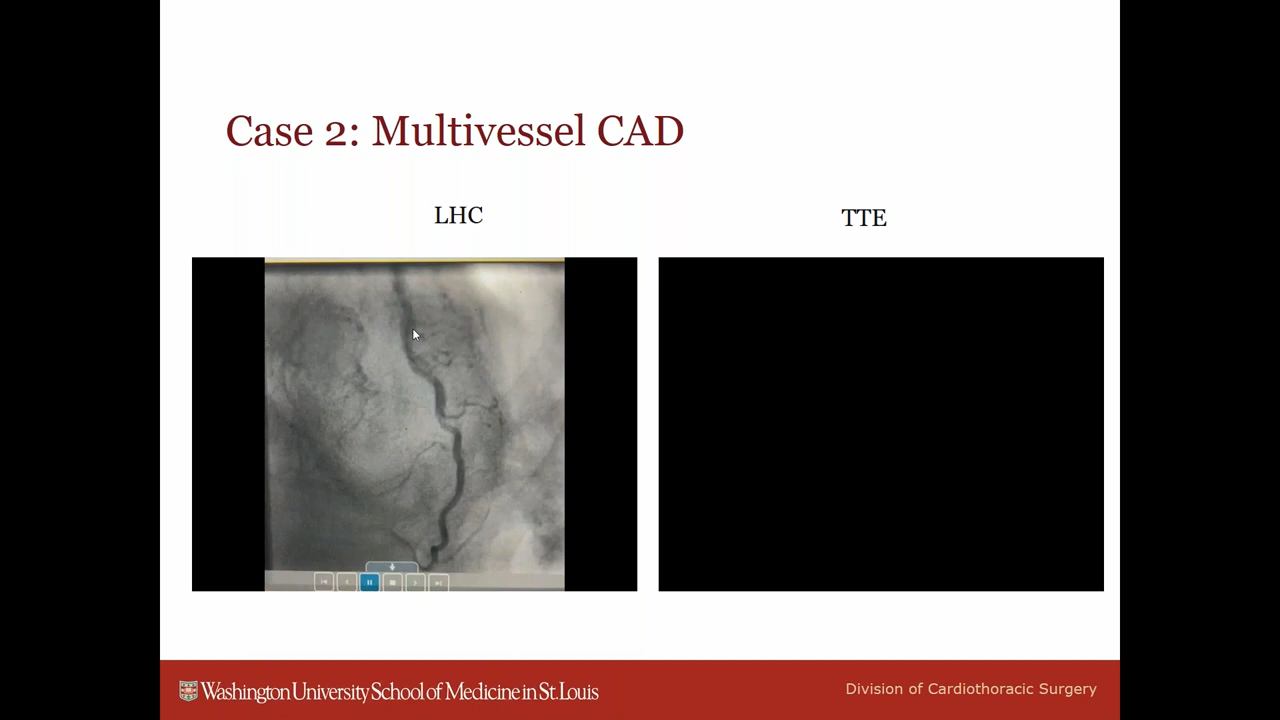 Case 2: Multivessel CAD
LHC
TTE
Washington University School of Medicine in St. Louis
Division of Cardiothoracic Surgery